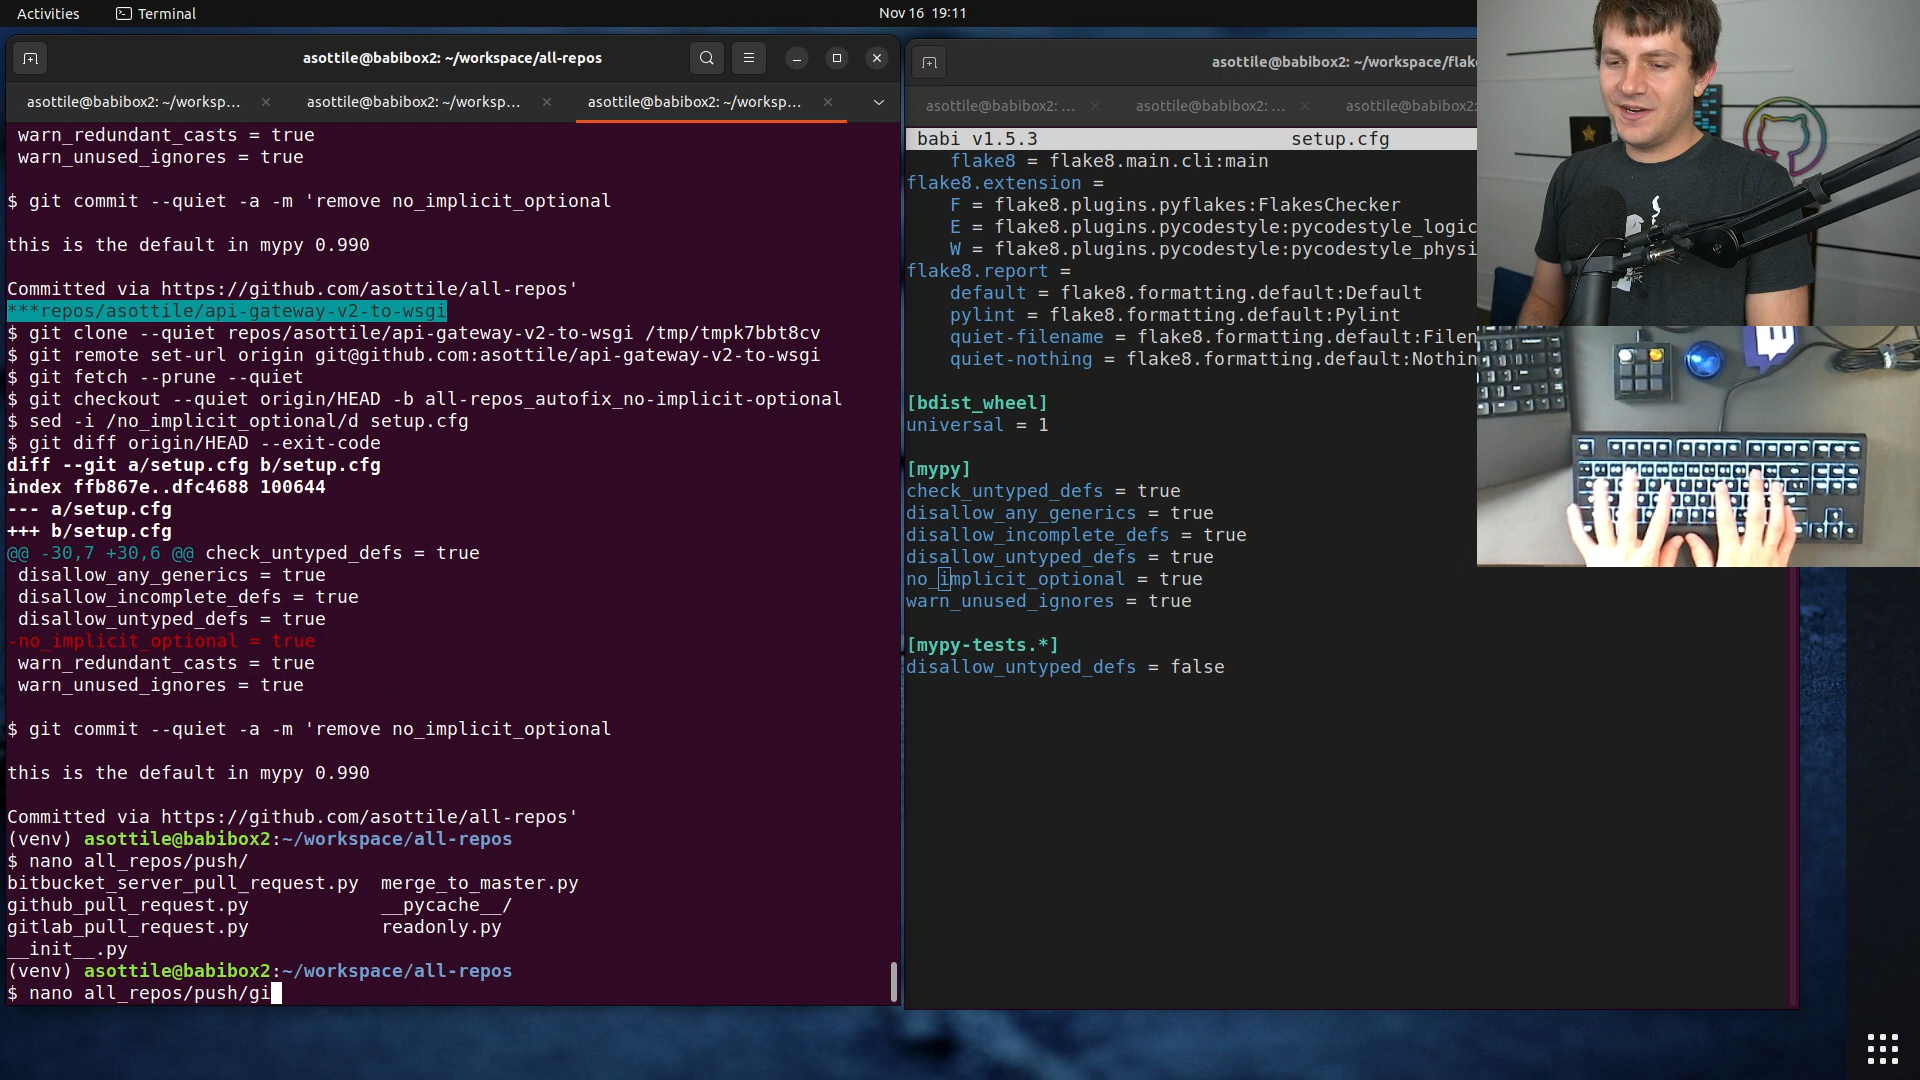 Activities
Terminal
Nov 16 19:11
asottile@babibox2: ~/workspace/all-repos
asottile@babibox2: ~/worksp...
asottile@babibox2: ~/worksp...
asottile@babibox2: ~/worksp...
warn_redundant_casts = true
warn_unused_ignores = true
$ git commit --quiet -a -m 'remove no_implicit_optional
this is the default in mypy 0.990
Committed via https://github.com/asottile/all-repos'
***repos/asottile/api-gateway-v2-to-wsgi
$ git clone --quiet repos/asottile/api-gateway-v2-to-wsgi /tmp/tmpk7bbt8cv
$ git remote set-url origin git@github.com:asottile/api-gateway-v2-to-wsgi
$ git fetch --prune --quiet
$ git checkout --quiet origin/HEAD -b all-repos_autofix_no-implicit-optional
$ sed -i /no_implicit_optional/d setup.cfg
$ git diff origin/HEAD --exit-code
diff --git a/setup.cfg b/setup.cfg
index ffb867e..dfc4688 100644
--- a/setup.cfg
+++ b/setup.cfg
@@ -30,7 +30,6 @@ check_untyped_defs = true
disallow_any_generics = true
disallow_incomplete_defs = true
disallow_untyped_defs = true
-no_implicit_optional = true
warn_redundant_casts = true
warn_unused_ignores = true
$ git commit --quiet -a -m 'remove no_implicit_optional
this is the default in mypy 0.990
Committed via https://github.com/asottile/all-repos'
(venv) asottile@babibox2:~/workspace/all-repos
$ nano all_repos/push/
bitbucket_server_pull_request.py merge_to_master.py
github_pull_request.py __pycache__/
gitlab_pull_request.py readonly.py
__init__.py
(venv) asottile@babibox2:~/workspace/all-repos
$ nano all_repos/push/gi
asottile@babibox2: ~/workspace/flak
asottile@babibox2: ...
asottile@babibox2: ...
asottile@babibox2:
babi v1.5.3 setup.cfg
flake8 = flake8.main.cli:main
flake8.extension =
F = flake8.plugins.pyflakes:FlakesChecker
E = flake8.plugins.pycodestyle:pycodestyle_logic
W = flake8.plugins.pycodestyle:pycodestyle_physi
flake8.report =
default = flake8.formatting.default:Default
pylint = flake8.formatting.default:Pylint
quiet-filename = flake8.formatting.default:Filen
quiet-nothing = flake8.formatting.default:Nothin
[bdist_wheel]
universal = 1
[mypy]
check_untyped_defs = true
disallow_any_generics = true
disallow_incomplete_defs = true
disallow_untyped_defs = true
no_implicit_optional = true
warn_unused_ignores = true
[mypy-tests.*]
disallow_untyped_defs = false